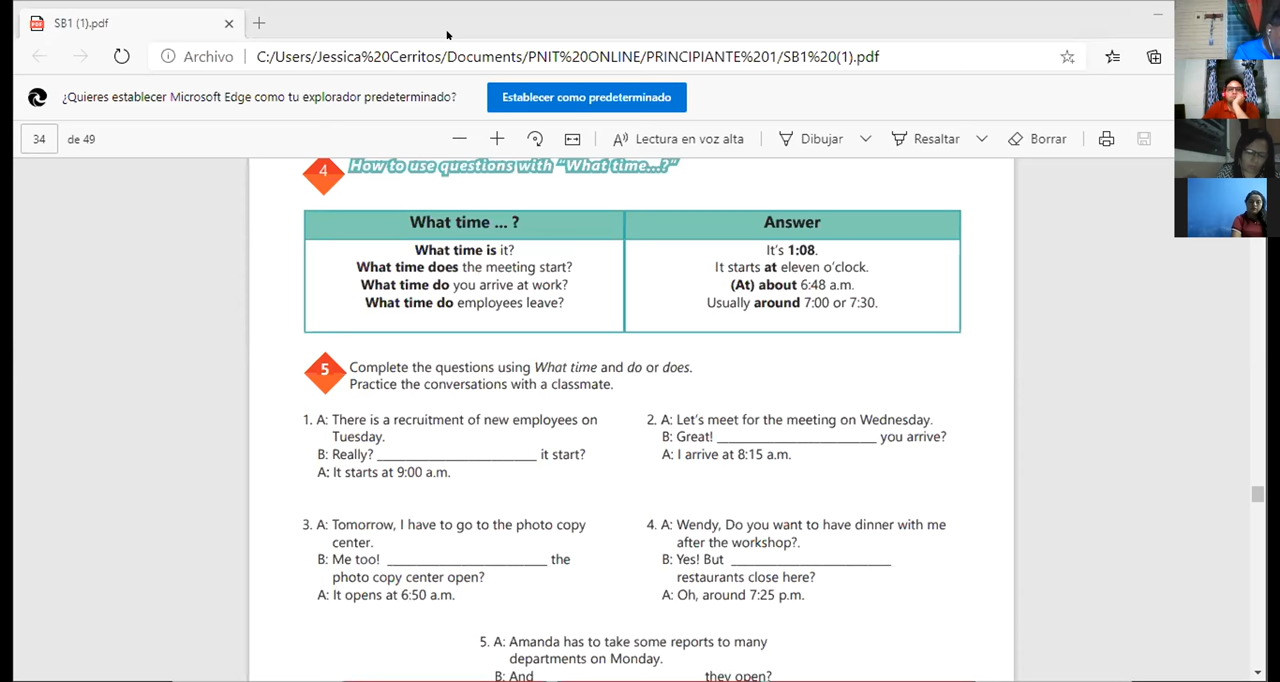 SB1 (1).pdf
Archivo
C:/Users/Jessica%20Cerritos/Documents/PNIT%20ONLINE/PRINCIPIANTE%201/SB1%20(1).pdf
¿Quieres establecer Microsoft Edge como tu explorador predeterminado?
Establecer como predeterminado
34 de 49
Lectura en voz alta
Dibujar
Resaltar
Borrar
4 How to use questions with "What time...?"
What time ... ?
What time is it?
What time does the meeting start?
What time do you arrive at work?
What time do employees leave?
Answer
It's 1:08.
It starts at eleven o'clock.
(At) about 6:48 a.m.
Usually around 7:00 or 7:30.
5 Complete the questions using What time and do or does.
Practice the conversations with a classmate.
1. A: There is a recruitment of new employees on
Tuesday.
B: Really? ____________________ it start?
A: It starts at 9:00 a.m.
2. A: Let's meet for the meeting on Wednesday.
B: Great! ____________________ you arrive?
A: I arrive at 8:15 a.m.
3. A: Tomorrow, I have to go to the photo copy
center.
B: Me too! ____________________ the
photo copy center open?
A: It opens at 6:50 a.m.
4. A: Wendy, Do you want to have dinner with me
after the workshop?.
B: Yes! But ____________________
restaurants close here?
A: Oh, around 7:25 p.m.
5. A: Amanda has to take some reports to many
departments on Monday.
B: And ____________________ they open?